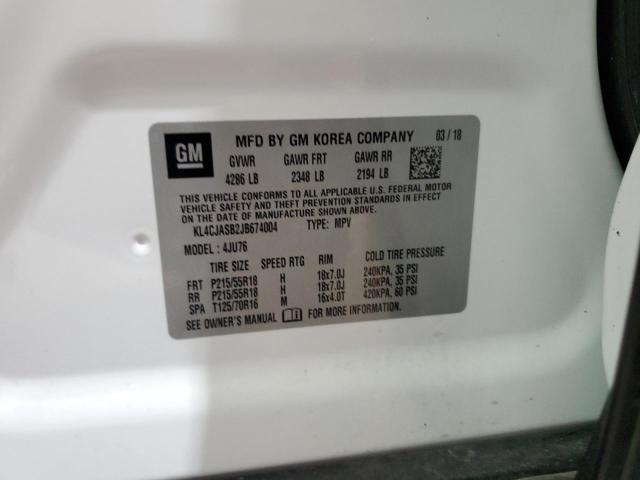 GM
MFD BY GM KOREA COMPANY 03/18
GVWR GAWR FRT GAWR RR
4286 LB 2348 LB 2194 LB
THIS VEHICLE CONFORMS TO ALL APPLICABLE U.S. FEDERAL MOTOR
VEHICLE SAFETY AND THEFT PREVENTION STANDARDS IN EFFECT
ON THE DATE OF MANUFACTURE SHOWN ABOVE.
KL4CJASB2JB674004 TYPE: MPV
MODEL: 4JU76
TIRE SIZE SPEED RTG RIM COLD TIRE PRESSURE
FRT P215/55R18 H 18x7.0J 240KPA, 35 PSI
RR P215/55R18 H 18x7.0J 240KPA, 35 PSI
SPA T125/70R16 M 16x4.0T 420KPA, 60 PSI
SEE OWNER'S MANUAL FOR MORE INFORMATION.